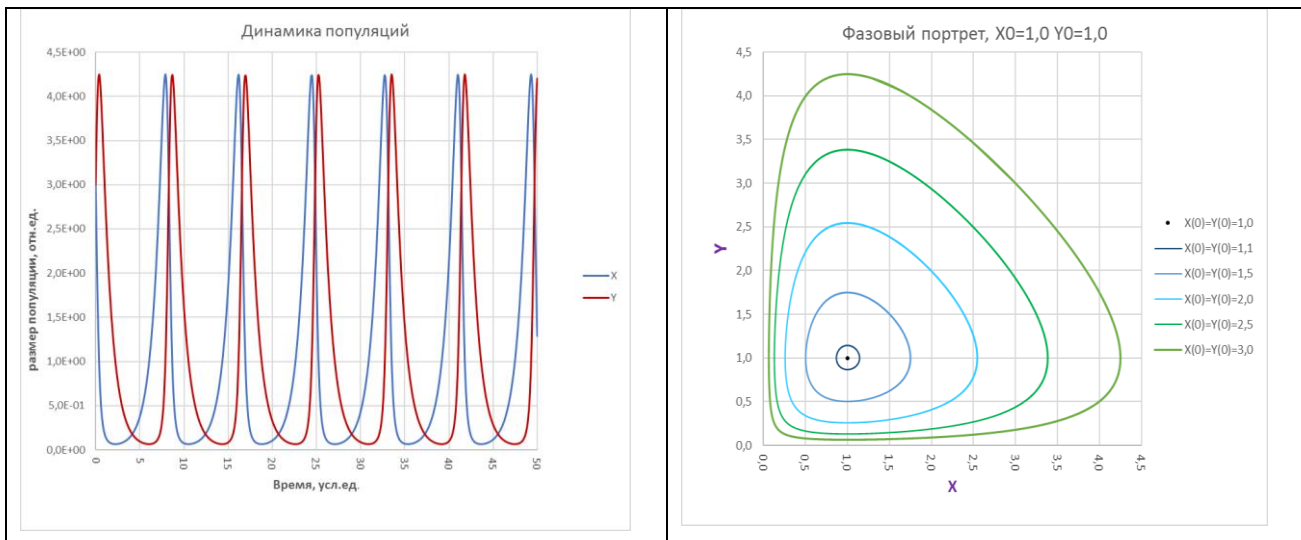 Динамика популяций
4,5E+00
4,0E+00
3,5E+00
3,0E+00
2,5E+00
2,0E+00
1,5E+00
1,0E+00
5,0E-01
0,0E+00
размер популяции, отн.ед.
0 5 10 15 20 25 30 35 40 45 50
Время, усл.ед.
X
Y
Фазовый портрет, X0=1,0 Y0=1,0
4,5
4,0
3,5
3,0
2,5
2,0
1,5
1,0
0,5
0,0
Y
0,0 0,5 1,0 1,5 2,0 2,5 3,0 3,5 4,0 4,5
X
X(0)=Y(0)=1,0
X(0)=Y(0)=1,1
X(0)=Y(0)=1,5
X(0)=Y(0)=2,0
X(0)=Y(0)=2,5
X(0)=Y(0)=3,0